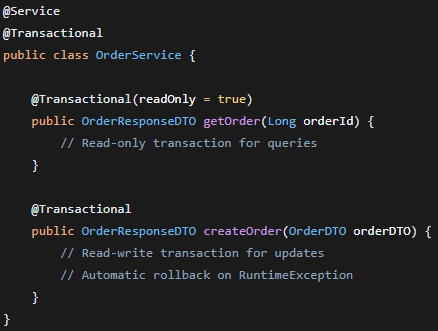 @Service
@Transactional
public class OrderService {
@Transactional(readOnly = true)
public OrderResponseDTO getOrder(Long orderId) {
// Read-only transaction for queries
}
@Transactional
public OrderResponseDTO createOrder(OrderDTO orderDTO) {
// Read-write transaction for updates
// Automatic rollback on RuntimeException
}
}